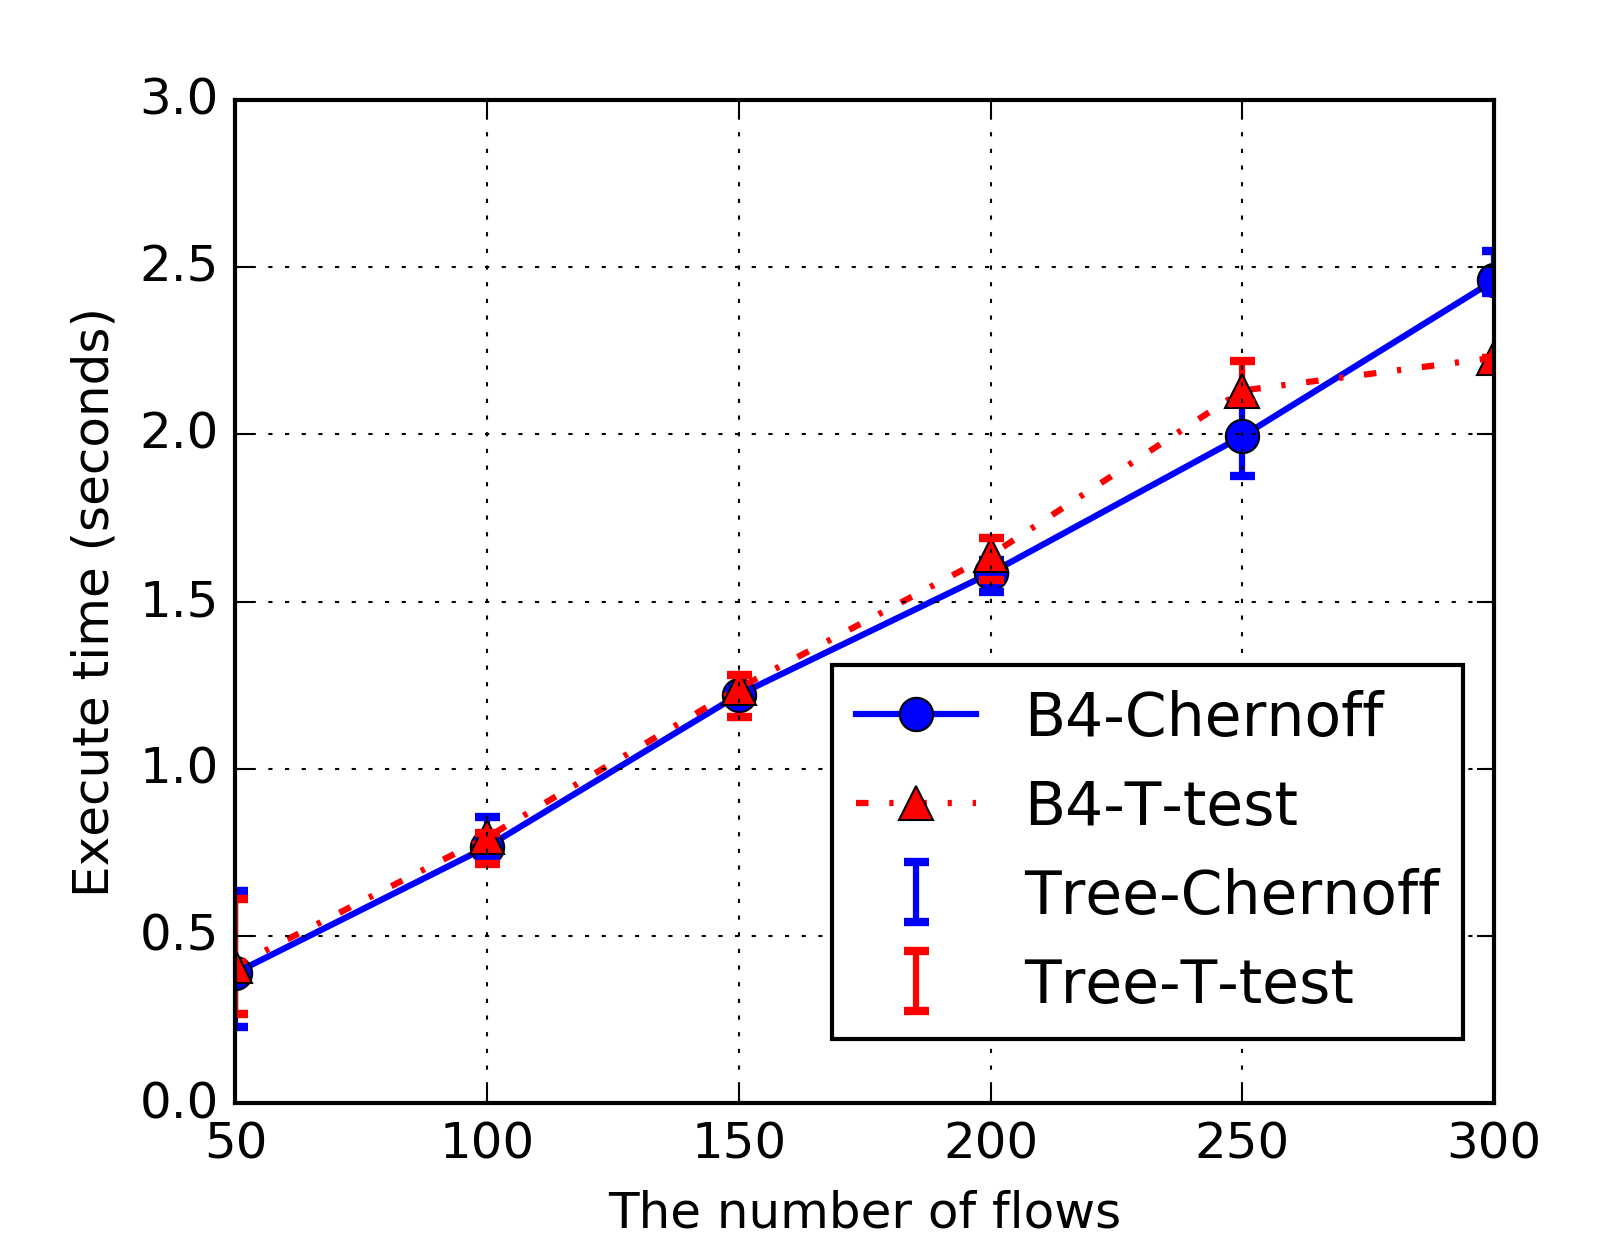 3.0
2.5
2.0
1.5
1.0
0.5
0.0
Execute time (seconds)
B4-Chernoff
B4-T-test
Tree-Chernoff
Tree-T-test
50 100 150 200 250 300
The number of flows